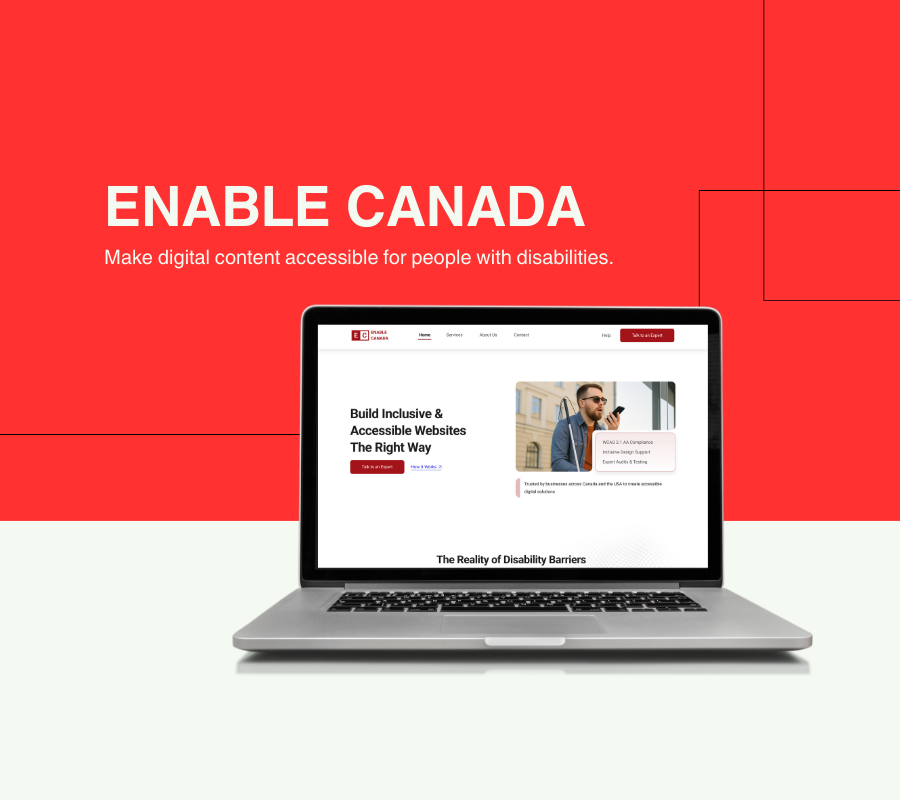 ENABLE CANADA
Make digital content accessible for people with disabilities.
E C ENABLE
CANADA
Home Services About Us Contact Help Talk to an Expert
Build Inclusive &
Accessible Websites
The Right Way
Talk to an Expert How it Works
WCAG 2.1 AA Compliance
Inclusive Design Support
Expert Audits & Testing
Trusted by businesses across Canada and the USA to create accessible
digital solutions
The Reality of Disability Barriers